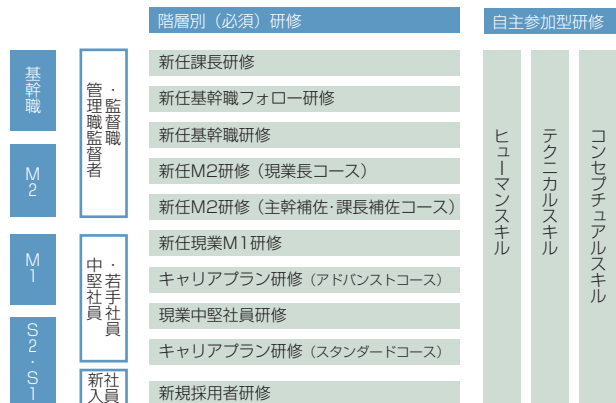 階層別（必須）研修
自主参加型研修
基幹職
M2
M1
S2・S1
管理職監督者
・監督職
中堅社員
・若手社員
新入
社員
新任課長研修
新任基幹職フォロー研修
新任基幹職研修
新任M2研修（現業長コース）
新任M2研修（主幹補佐・課長補佐コース）
新任現業M1研修
キャリアプラン研修（アドバンストコース）
現業中堅社員研修
キャリアプラン研修（スタンダードコース）
新規採用者研修
ヒューマンスキル
テクニカルスキル
コンセプチュアルスキル